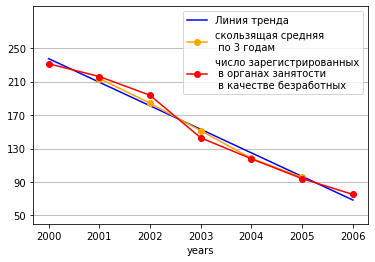 Линия тренда
скользящая средняя
по 3 годам
число зарегистрированных
в органах занятости
в качестве безработных
250
210
170
130
90
50
2000 2001 2002 2003 2004 2005 2006
years